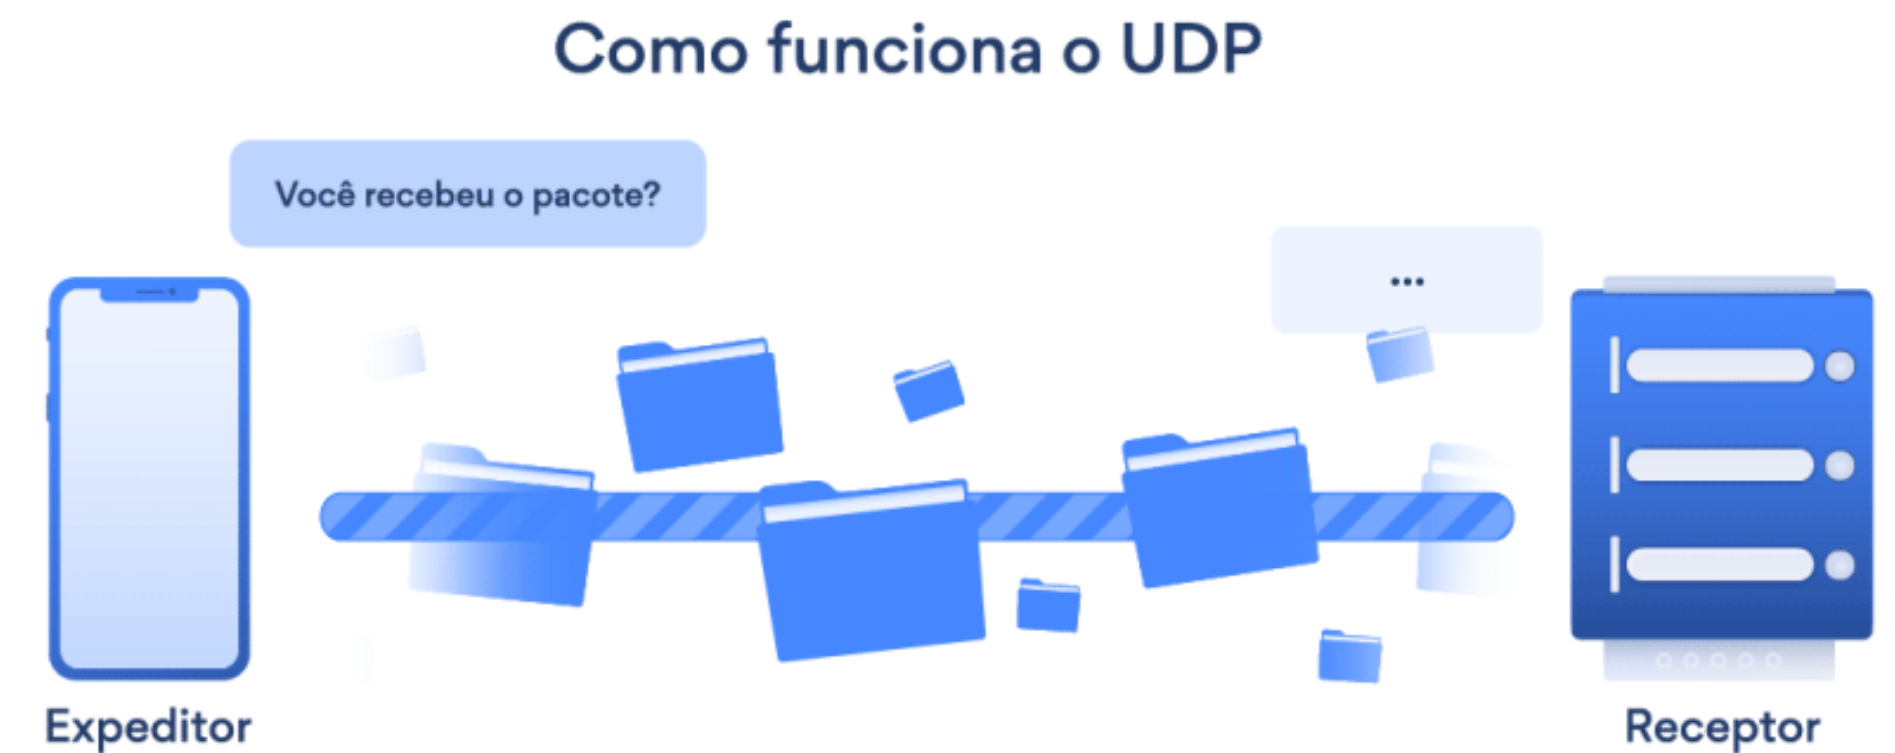 Como funciona o UDP
Você recebeu o pacote?
...
Expeditor
Receptor